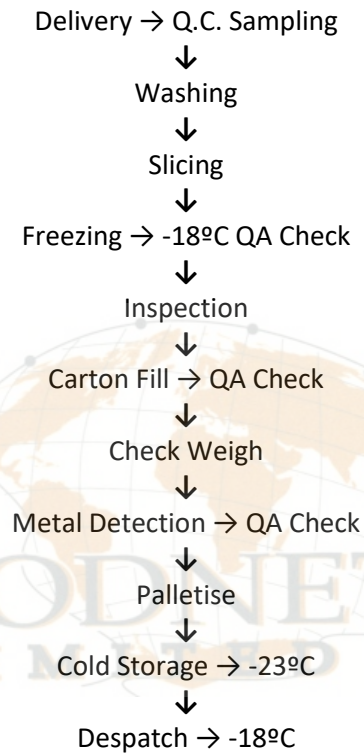 Delivery → Q.C. Sampling
↓
Washing
↓
Slicing
↓
Freezing → -18ºC QA Check
↓
Inspection
↓
Carton Fill → QA Check
↓
Check Weigh
↓
Metal Detection → QA Check
↓
Palletise
↓
Cold Storage → -23ºC
↓
Despatch → -18ºC